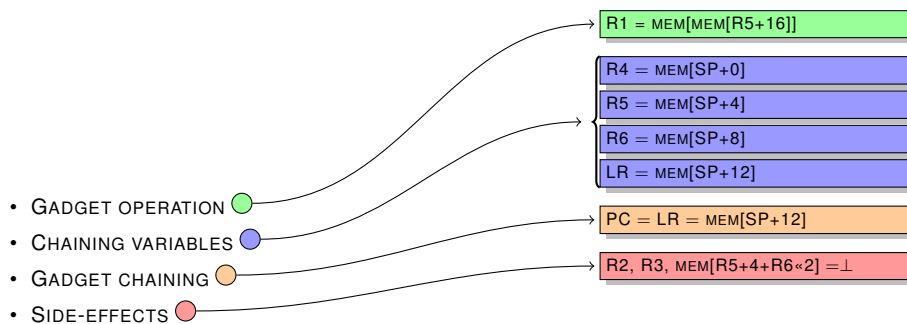 R1 = MEM[MEM[R5+16]]
R4 = MEM[SP+0]
R5 = MEM[SP+4]
R6 = MEM[SP+8]
LR = MEM[SP+12]
• GADGET OPERATION
• CHAINING VARIABLES
PC = LR = MEM[SP+12]
• GADGET CHAINING
R2, R3, MEM[R5+4+R6«2] =⊥
• SIDE-EFFECTS